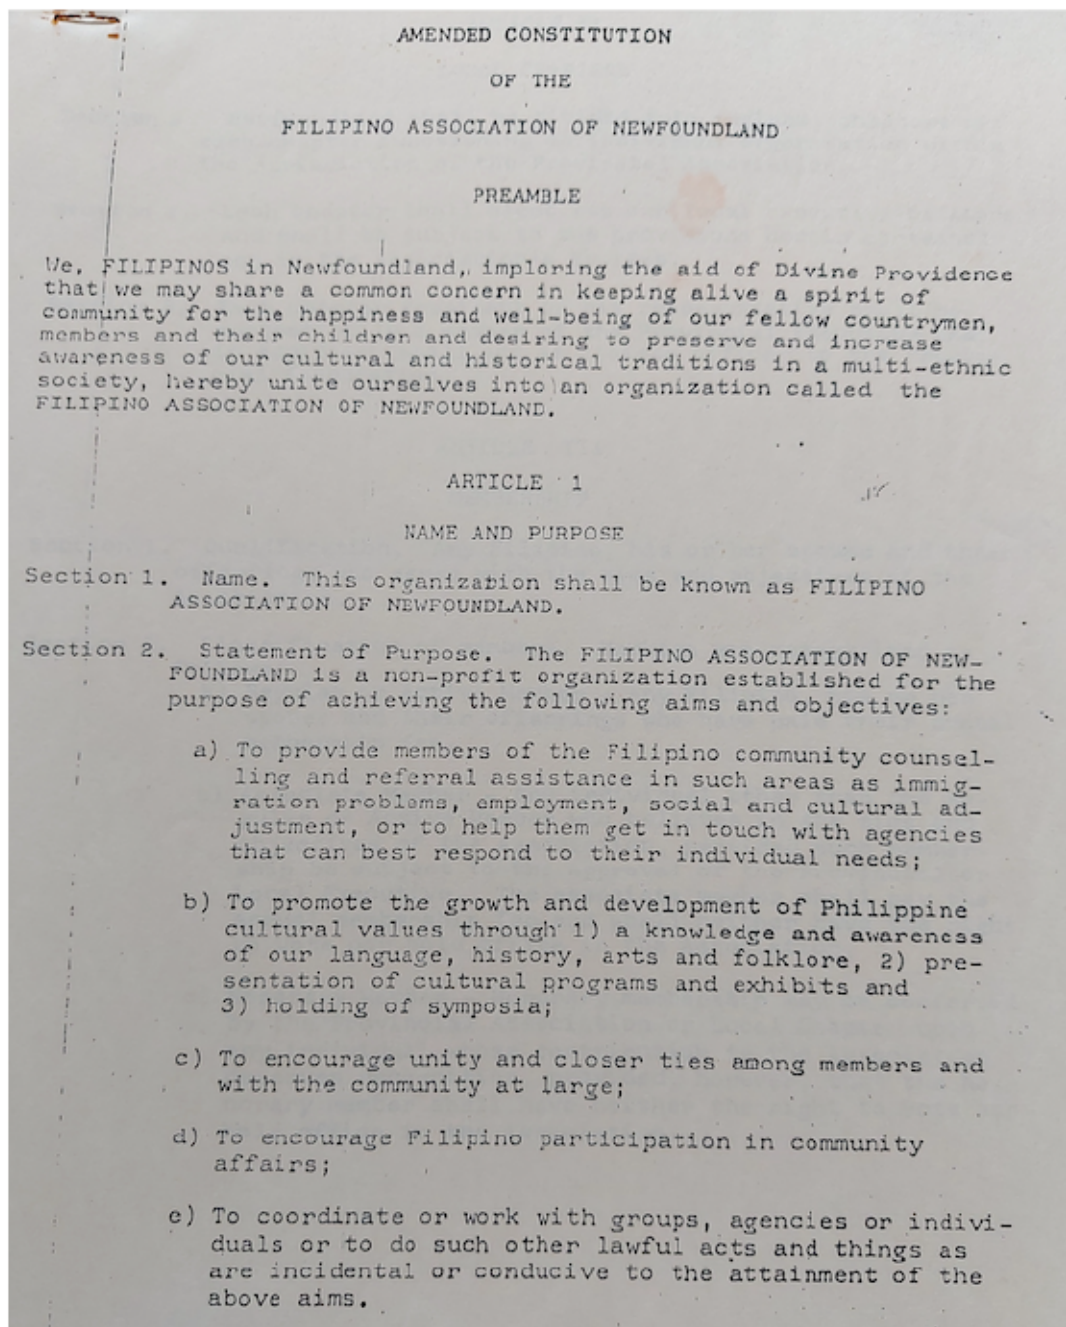 AMENDED CONSTITUTION
OF THE
FILIPINO ASSOCIATION OF NEWFOUNDLAND
PREAMBLE
We, FILIPINOS in Newfoundland, imploring the aid of Divine Providence
that we may share a common concern in keeping alive a spirit of
community for the happiness and well-being of our fellow countrymen,
members and their children and desiring to preserve and increase
awareness of our cultural and historical traditions in a multi-ethnic
society, hereby unite ourselves into an organization called the
FILIPINO ASSOCIATION OF NEWFOUNDLAND.
ARTICLE 1
NAME AND PURPOSE
Section 1. Name. This organization shall be known as FILIPINO
ASSOCIATION OF NEWFOUNDLAND.
Section 2. Statement of Purpose. The FILIPINO ASSOCIATION OF NEW-
FOUNDLAND is a non-profit organization established for the
purpose of achieving the following aims and objectives:
a) To provide members of the Filipino community counsel-
ling and referral assistance in such areas as immig-
ration problems, employment, social and cultural ad-
justment, or to help them get in touch with agencies
that can best respond to their individual needs;
b) To promote the growth and development of Philippine
cultural values through 1) a knowledge and awareness
of our language, history, arts and folklore, 2) pre-
sentation of cultural programs and exhibits and
3) holding of symposia;
c) To encourage unity and closer ties among members and
with the community at large;
d) To encourage Filipino participation in community
affairs;
e) To coordinate or work with groups, agencies or indivi-
duals or to do such other lawful acts and things as
are incidental or conducive to the attainment of the
above aims.